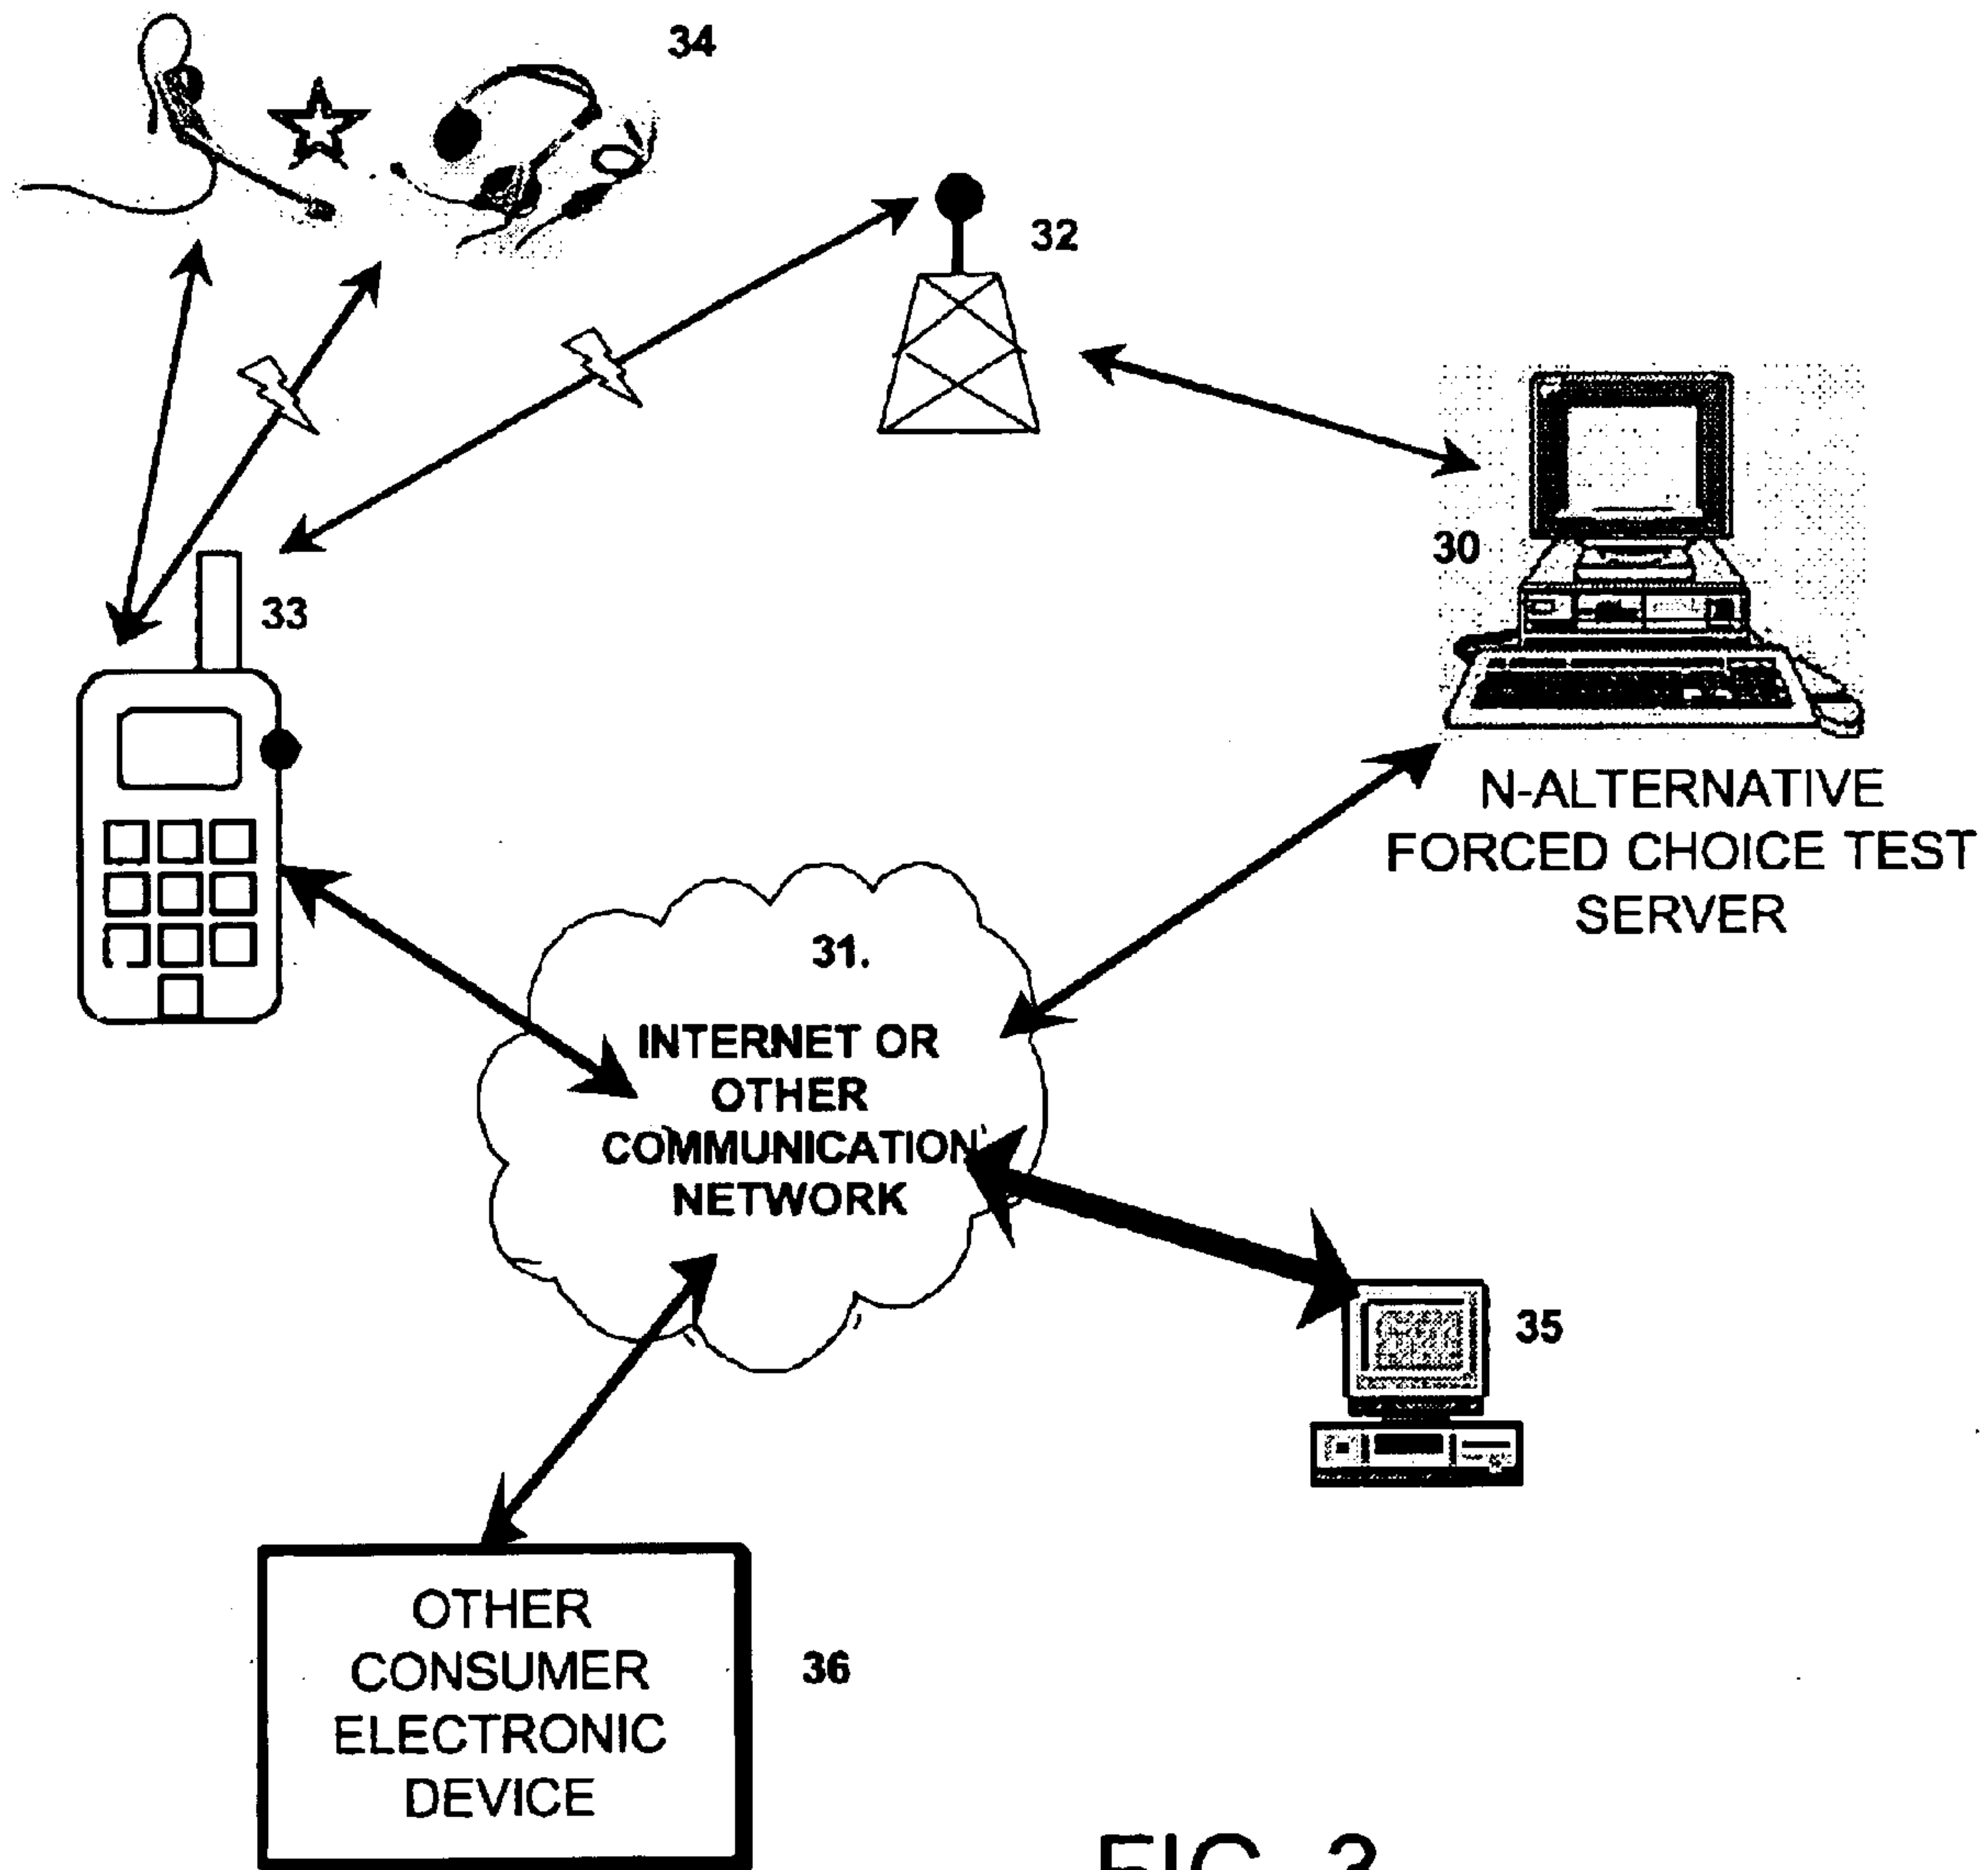 34
32
30
33
N-ALTERNATIVE
FORCED CHOICE TEST
SERVER
31.
INTERNET OR
OTHER
COMMUNICATION
NETWORK
35
OTHER
CONSUMER
ELECTRONIC
DEVICE
36
FIG.